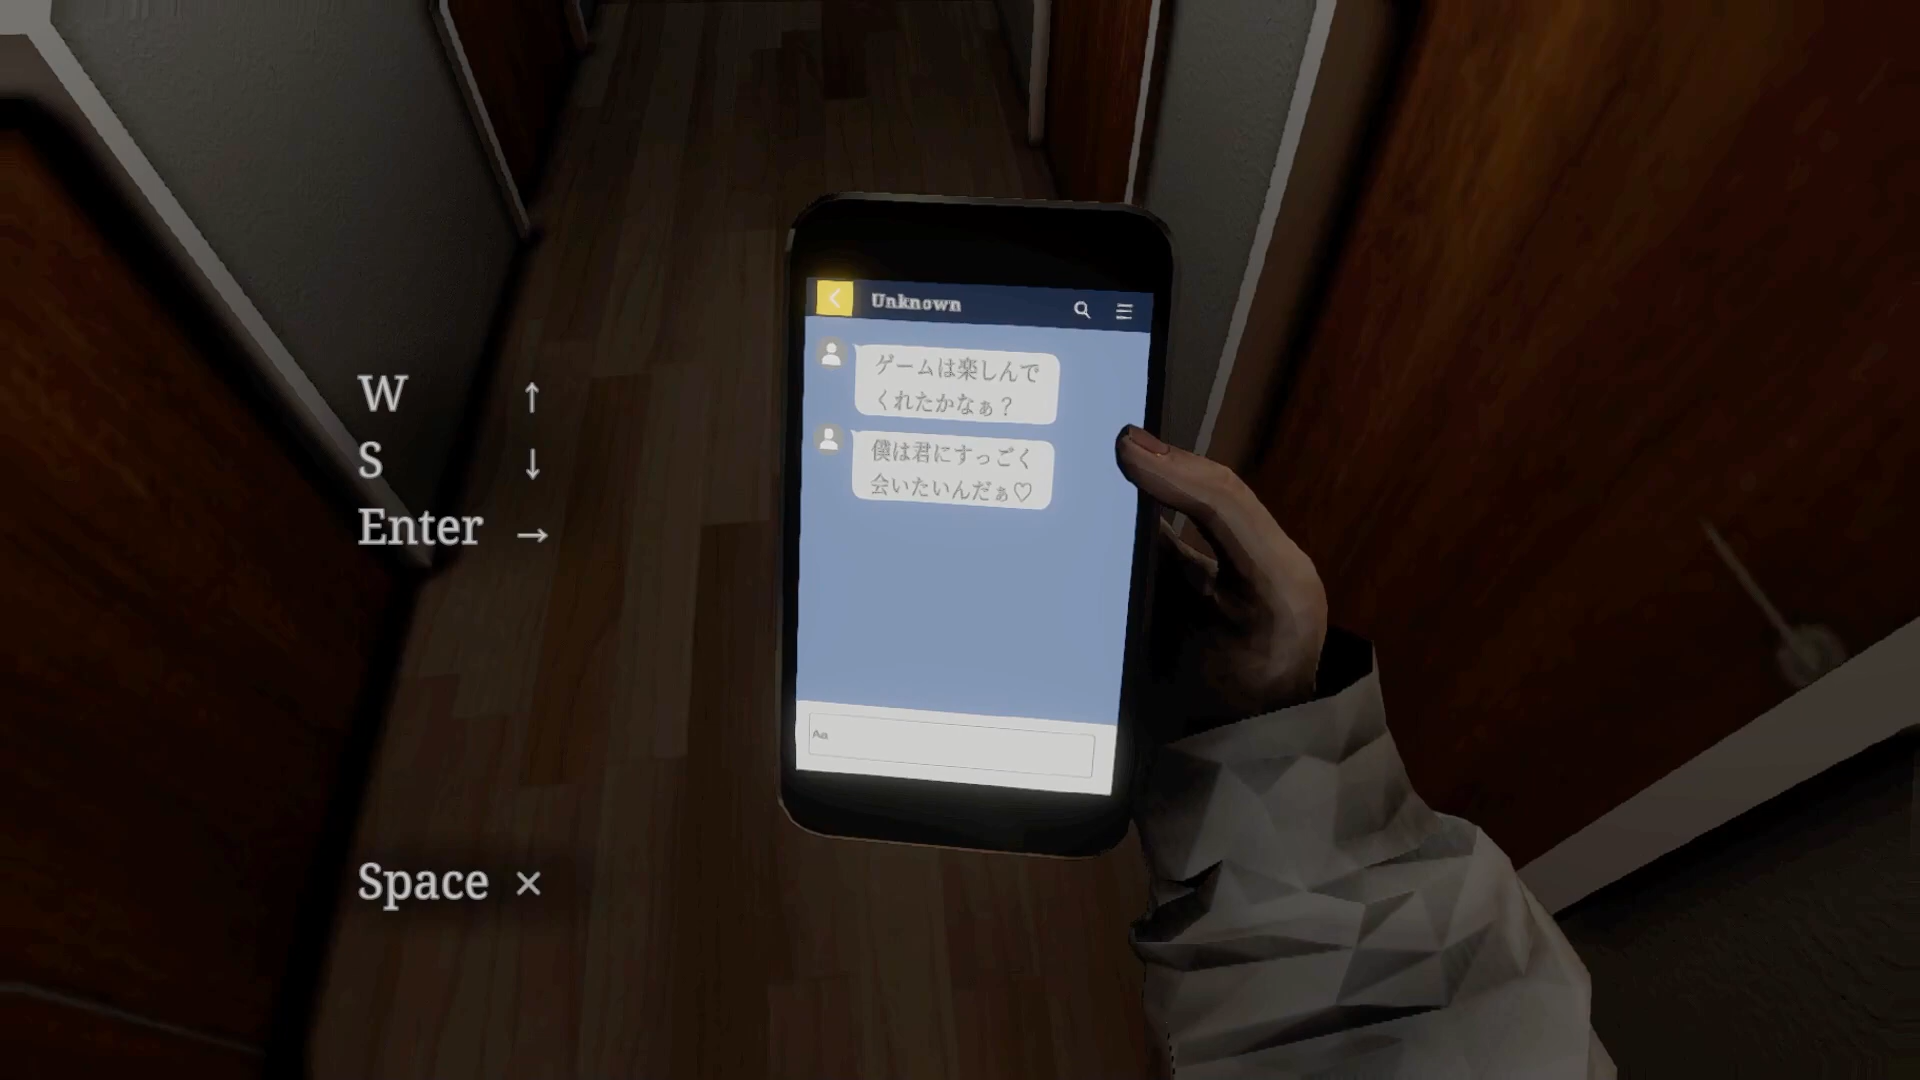 Unknown
ゲームは楽しんで
くれたかなぁ？
僕は君にすっごく
会いたいんだぁ♡
Aa
W ↑
S ↓
Enter →
Space ×